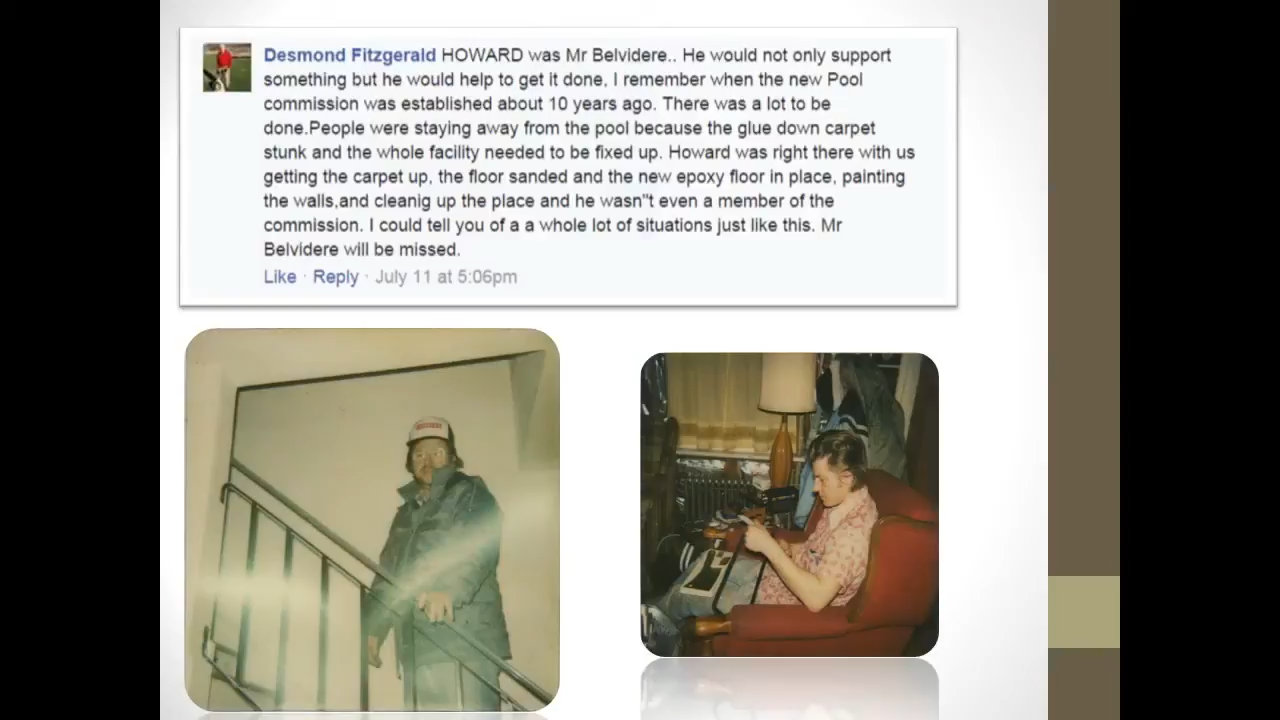 Desmond Fitzgerald HOWARD was Mr Belvidere.. He would not only support
something but he would help to get it done, I remember when the new Pool
commission was established about 10 years ago. There was a lot to be
done.People were staying away from the pool because the glue down carpet
stunk and the whole facility needed to be fixed up. Howard was right there with us
getting the carpet up, the floor sanded and the new epoxy floor in place, painting
the walls,and cleanig up the place and he wasn"t even a member of the
commission. I could tell you of a a whole lot of situations just like this. Mr
Belvidere will be missed.
Like · Reply · July 11 at 5:06pm